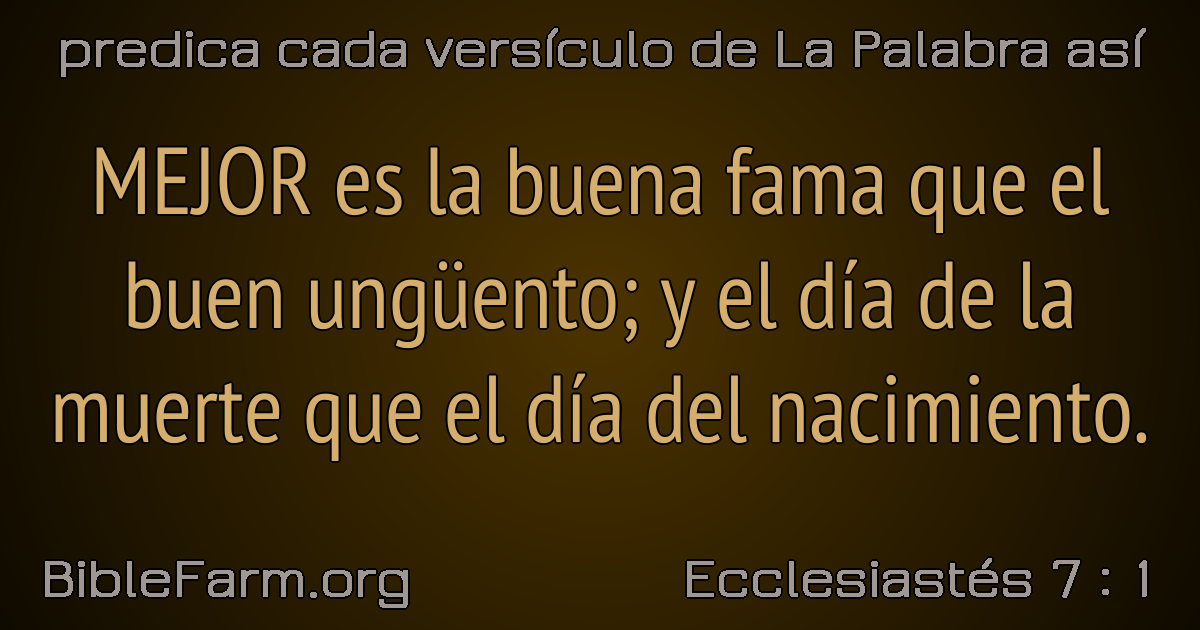 predica cada versículo de La Palabra así
MEJOR es la buena fama que el
buen ungüento; y el día de la
muerte que el día del nacimiento.
BibleFarm.org
Ecclesiastés 7 : 1